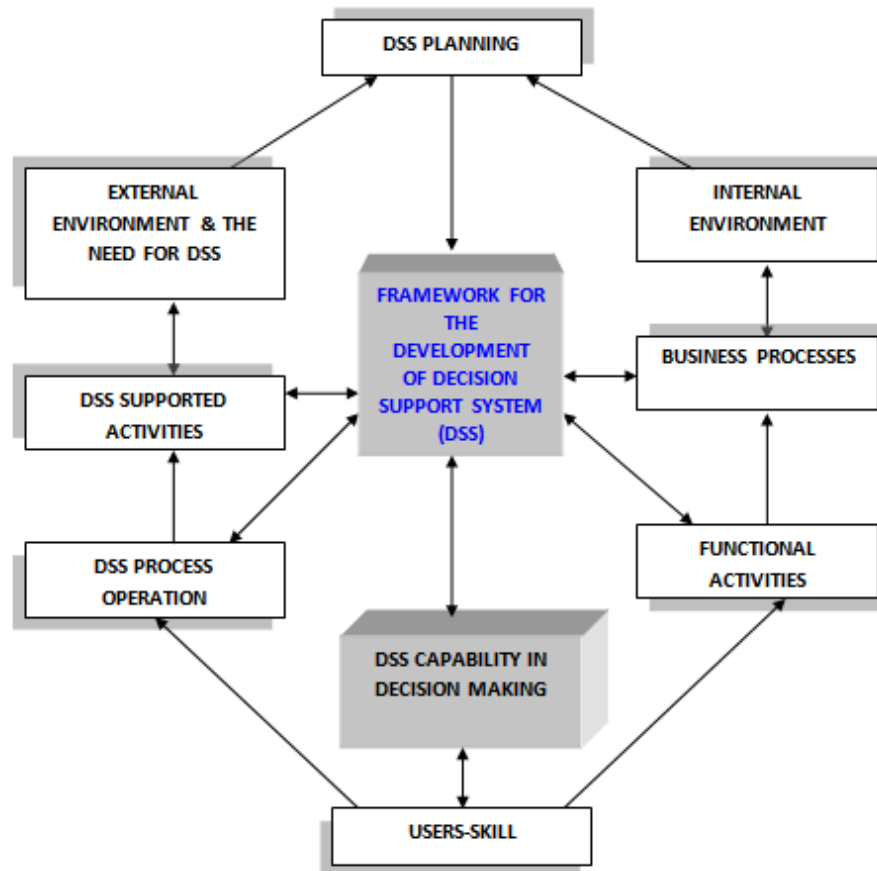 DSS PLANNING
EXTERNAL
ENVIRONMENT & THE
NEED FOR DSS
INTERNAL
ENVIRONMENT
FRAMEWORK FOR
THE
DEVELOPMENT
OF DECISION
SUPPORT SYSTEM
(DSS)
BUSINESS PROCESSES
DSS SUPPORTED
ACTIVITIES
DSS PROCESS
OPERATION
FUNCTIONAL
ACTIVITIES
DSS CAPABILITY IN
DECISION MAKING
USERS-SKILL